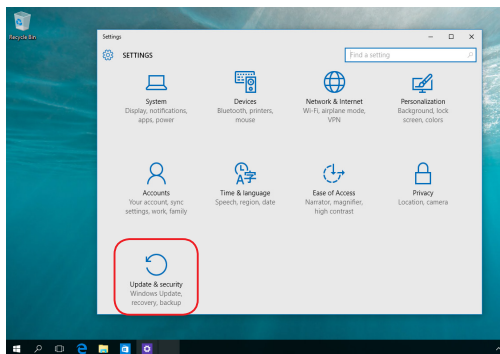 Recycle Bin
Settings
SETTINGS
Find a setting
System
Display, notifications,
apps, power
Devices
Bluetooth, printers,
mouse
Network & Internet
Wi-Fi, airplane mode,
VPN
Personalization
Background, lock
screen, colors
Accounts
Your account, sync
settings, work, family
Time & language
Speech, region, date
Ease of Access
Narrator, magnifier,
high contrast
Privacy
Location, camera
Update & security
Windows Update,
recovery, backup